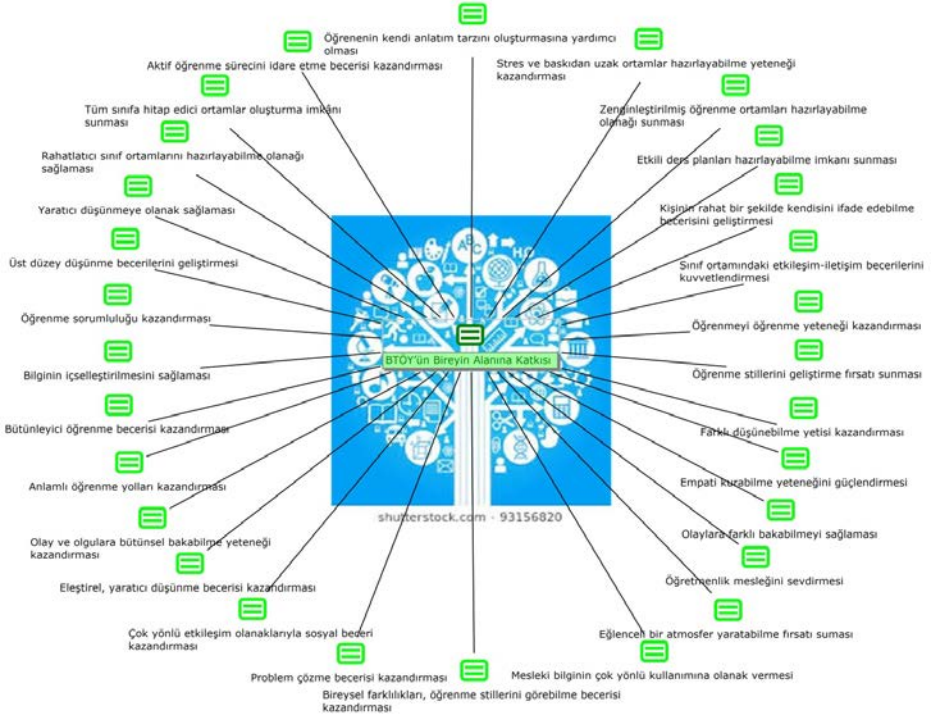 Öğrenenin kendi anlatım tarzını oluşturmasına yardımcı
olması
Aktif öğrenme sürecini idare etme becerisi kazandırması
Stres ve baskıdan uzak ortamlar hazırlayabilme yeteneği
kazandırması
Tüm sınıfa hitap edici ortamlar oluşturma imkânı
sunması
Zenginleştirilmiş öğrenme ortamları hazırlayabilme
olanağı sunması
Rahatlatıcı sınıf ortamlarını hazırlayabilme olanağı
sağlaması
Etkili ders planları hazırlayabilme imkanı sunması
Yaratıcı düşünmeye olanak sağlaması
Kişinin rahat bir şekilde kendisini ifade edebilme
becerisini geliştirmesi
Üst düzey düşünme becerilerini geliştirmesi
Sınıf ortamındaki etkileşim-iletişim becerilerini
kuvvetlendirmesi
Öğrenme sorumluluğu kazandırması
Öğrenmeyi öğrenme yeteneği kazandırması
ABC
BTÖY'ün Bireyin Alanına Katkısı
Bilginin içselleştirilmesini sağlaması
Öğrenme stillerini geliştirme fırsatı sunması
Bütünleyici öğrenme becerisi kazandırması
Farklı düşünebilme yetisi kazandırması
Anlamlı öğrenme yolları kazandırması
Empati kurabilme yeteneğini güçlendirmesi
shutterstock.com · 93156820
Olay ve olgulara bütünsel bakabilme yeteneği
kazandırması
Olaylara farklı bakabilmeyi sağlaması
Eleştirel, yaratıcı düşünme becerisi kazandırması
Öğretmenlik mesleğini sevdirmesi
Çok yönlü etkileşim olanaklarıyla sosyal beceri
kazandırması
Eğlenceli bir atmosfer yaratabilme fırsatı suması
Problem çözme becerisi kazandırması
Mesleki bilginin çok yönlü kullanımına olanak vermesi
Bireysel farklılıkları, öğrenme stillerini görebilme becerisi
kazandırması